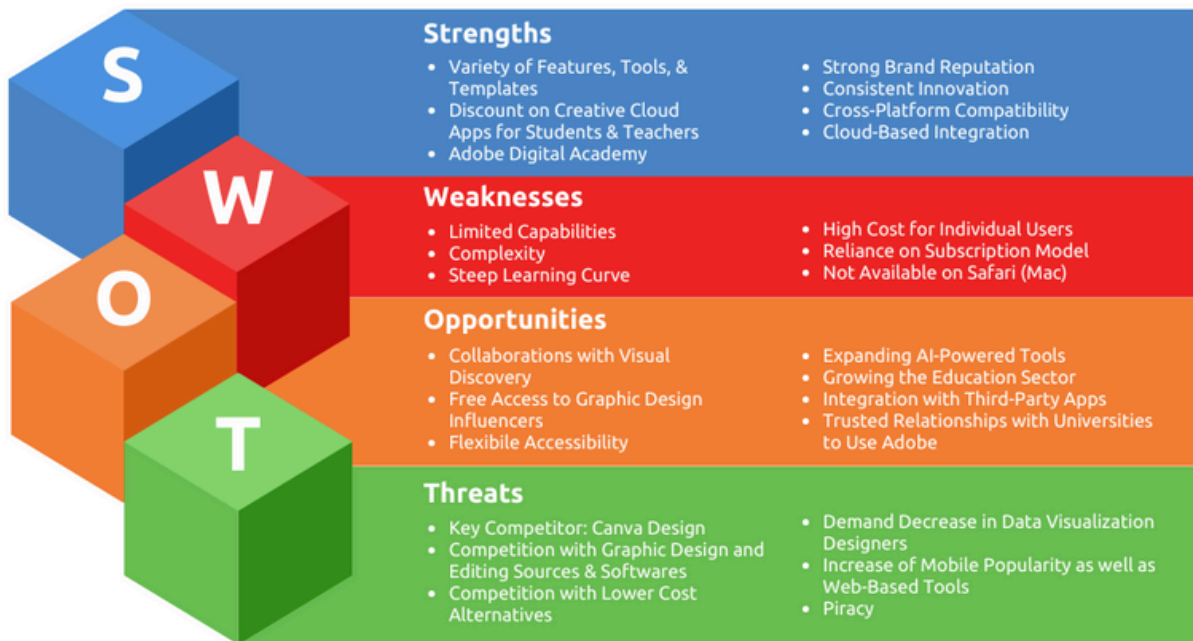 S
Strengths
• Variety of Features, Tools, &
Templates
• Discount on Creative Cloud
Apps for Students & Teachers
• Adobe Digital Academy
• Strong Brand Reputation
• Consistent Innovation
• Cross-Platform Compatibility
• Cloud-Based Integration
W
Weaknesses
• Limited Capabilities
• Complexity
• Steep Learning Curve
• High Cost for Individual Users
• Reliance on Subscription Model
• Not Available on Safari (Mac)
O
Opportunities
• Collaborations with Visual
Discovery
• Free Access to Graphic Design
Influencers
• Flexibile Accessibility
• Expanding AI-Powered Tools
• Growing the Education Sector
• Integration with Third-Party Apps
• Trusted Relationships with Universities
to Use Adobe
T
Threats
• Key Competitor: Canva Design
• Competition with Graphic Design and
Editing Sources & Softwares
• Competition with Lower Cost
Alternatives
• Demand Decrease in Data Visualization
Designers
• Increase of Mobile Popularity as well as
Web-Based Tools
• Piracy